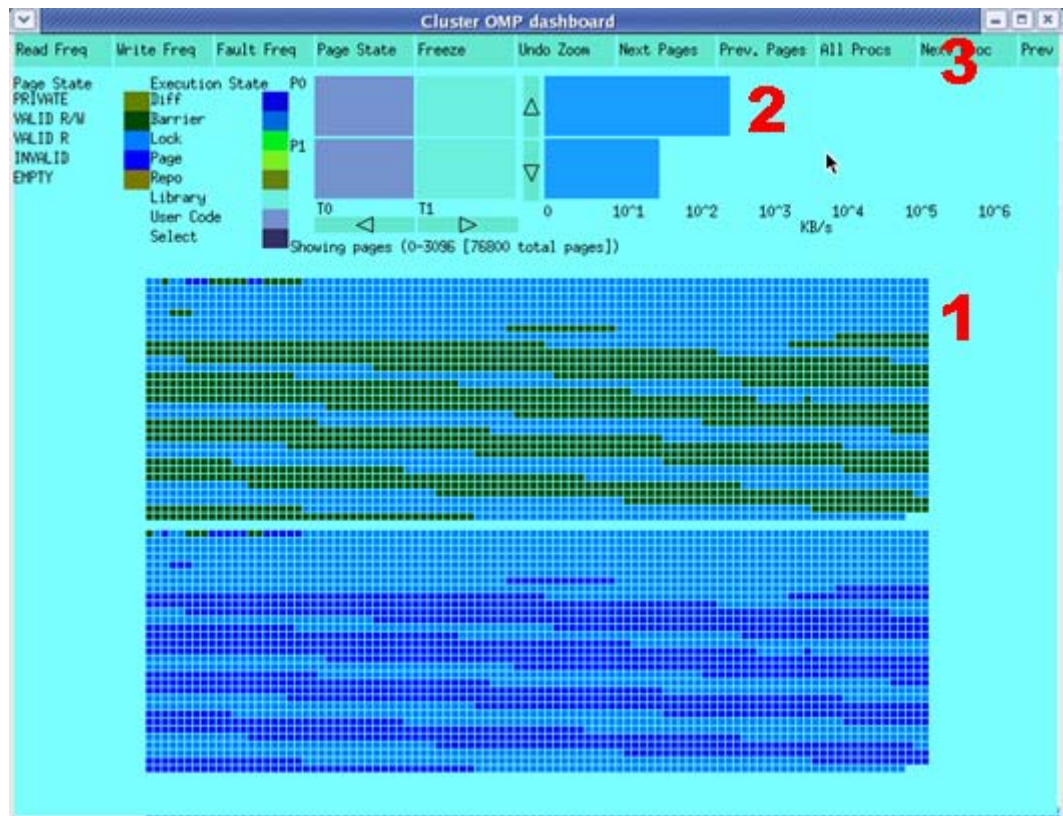 Cluster OMP dashboard
Read Freq Write Freq Fault Freq Page State Freeze Undo Zoom Next Pages Prev. Pages All Procs Next Proc Prev
3
Page State Execution State P0
PRIVATE Diff
VALID R/W Barrier
2
VALID R Lock
P1
INVALID Page
EMPTY Repo
Library
User Code T0 T1 0 10^1 10^2 10^3 10^4 10^5 10^6
KB/s
Select
Showing pages (0-3096 [76800 total pages])
1